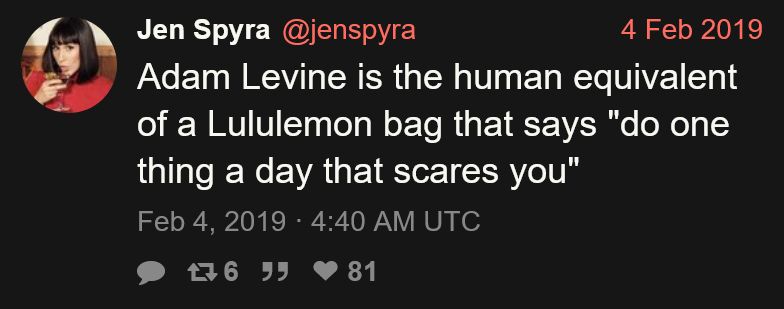 Jen Spyra @jenspyra 4 Feb 2019
Adam Levine is the human equivalent
of a Lululemon bag that says "do one
thing a day that scares you"
Feb 4, 2019 · 4:40 AM UTC
6 81